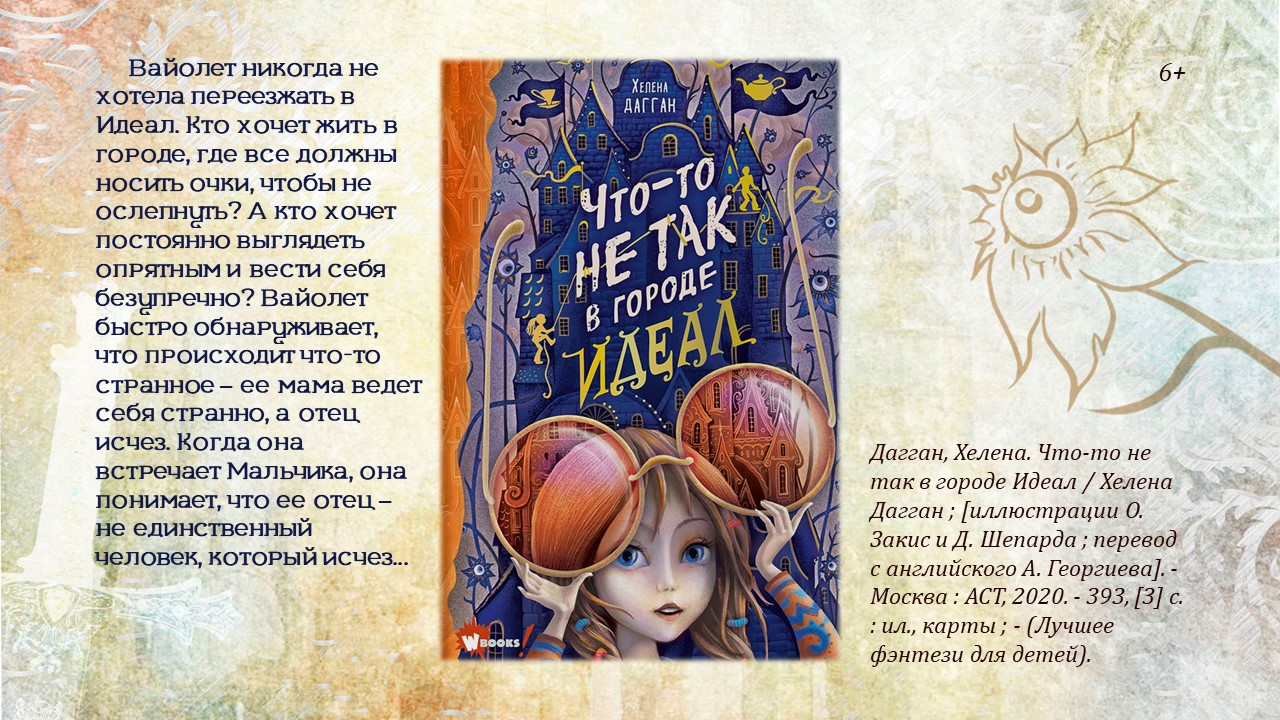 Вайолет никогда не
хотела переезжать в
Идеал. Кто хочет жить в
городе, где все должны
носить очки, чтобы не
ослепнуть? А кто хочет
постоянно выглядеть
опрятным и вести себя
безупречно? Вайолет
быстро обнаруживает,
что происходит что-то
странное – ее мама ведет
себя странно, а отец
исчез. Когда она
встречает Мальчика, она
понимает, что ее отец –
не единственный
человек, который исчез...
Хелена
ДАГГАН
Что-то
НЕ ТАК
В ГОРОДЕ
ИДЕАЛ
WBOOKS!
6+
Дагган, Хелена. Что-то не
так в городе Идеал / Хелена
Дагган ; [иллюстрации О.
Закис и Д. Шепарда ; перевод
с английского А. Георгиева]. -
Москва : АСТ, 2020. - 393, [3] с.
: ил., карты ; - (Лучшее
фэнтези для детей).